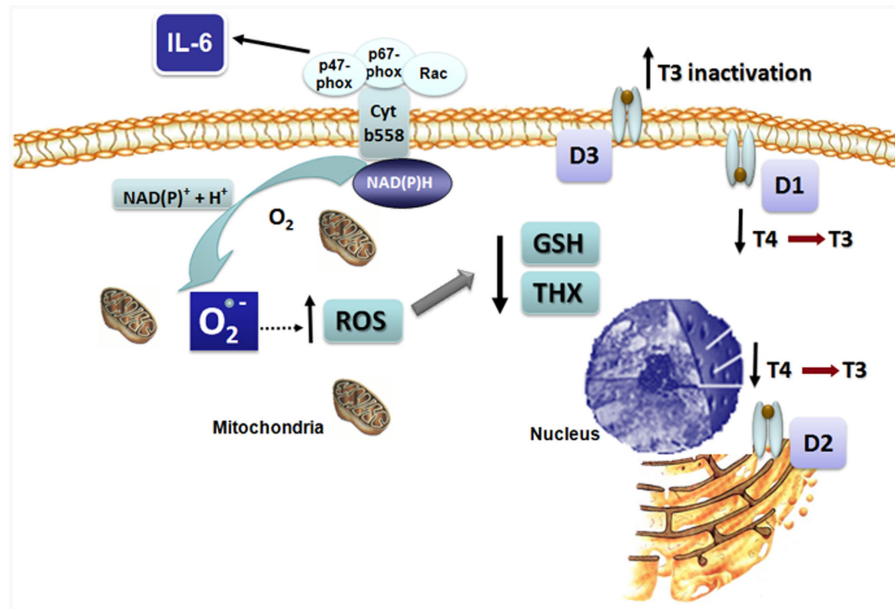 IL-6
p47-
phox
p67-
phox
Rac
Cyt
b558
NAD(P)H
NAD(P)⁺ + H⁺
O₂
O₂•-
ROS
GSH
THX
Mitochondria
T3 inactivation
D3
D1
T4 T3
Nucleus
T4 T3
D2